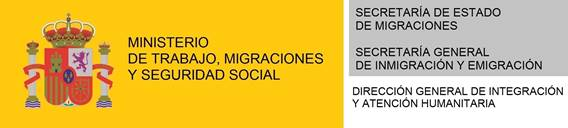 MINISTERIO
DE TRABAJO, MIGRACIONES
Y SEGURIDAD SOCIAL
SECRETARÍA DE ESTADO
DE MIGRACIONES
SECRETARÍA GENERAL
DE INMIGRACIÓN Y EMIGRACIÓN
DIRECCIÓN GENERAL DE INTEGRACIÓN
Y ATENCIÓN HUMANITARIA